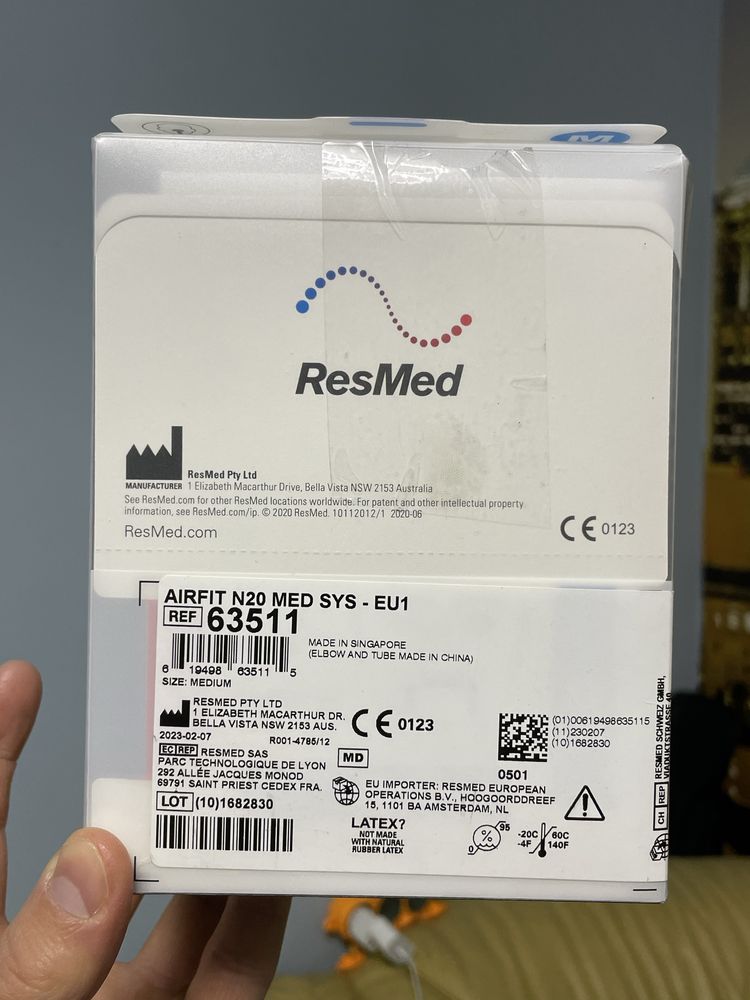 M
ResMed
MANUFACTURER
ResMed Pty Ltd
1 Elizabeth Macarthur Drive, Bella Vista NSW 2153 Australia
See ResMed.com for other ResMed locations worldwide. For patent and other intellectual property
information, see ResMed.com/ip. © 2020 ResMed. 10112012/1 2020-06
ResMed.com
CE 0123
AIRFIT N20 MED SYS - EU1
REF 63511
6 19498 63511 5
SIZE: MEDIUM
MADE IN SINGAPORE
(ELBOW AND TUBE MADE IN CHINA)
RESMED PTY LTD
1 ELIZABETH MACARTHUR DR.
BELLA VISTA NSW 2153 AUS.
2023-02-07
R001-4785/12
CE 0123
(01)00619498635115
(11)230207
(10)1682830
0501
EC REP RESMED SAS
PARC TECHNOLOGIQUE DE LYON
292 ALLÉE JACQUES MONOD
69791 SAINT PRIEST CEDEX FRA.
MD
EU IMPORTER: RESMED EUROPEAN
OPERATIONS B.V., HOOGOORDDREEF
15, 1101 BA AMSTERDAM, NL
LOT (10)1682830
LATEX?
NOT MADE
WITH NATURAL
RUBBER LATEX
0 % 95
-20C 60C
-4F 140F
CH REP RESMED SCHWEIZ GMBH,
VIADUKTSTRASSE 40